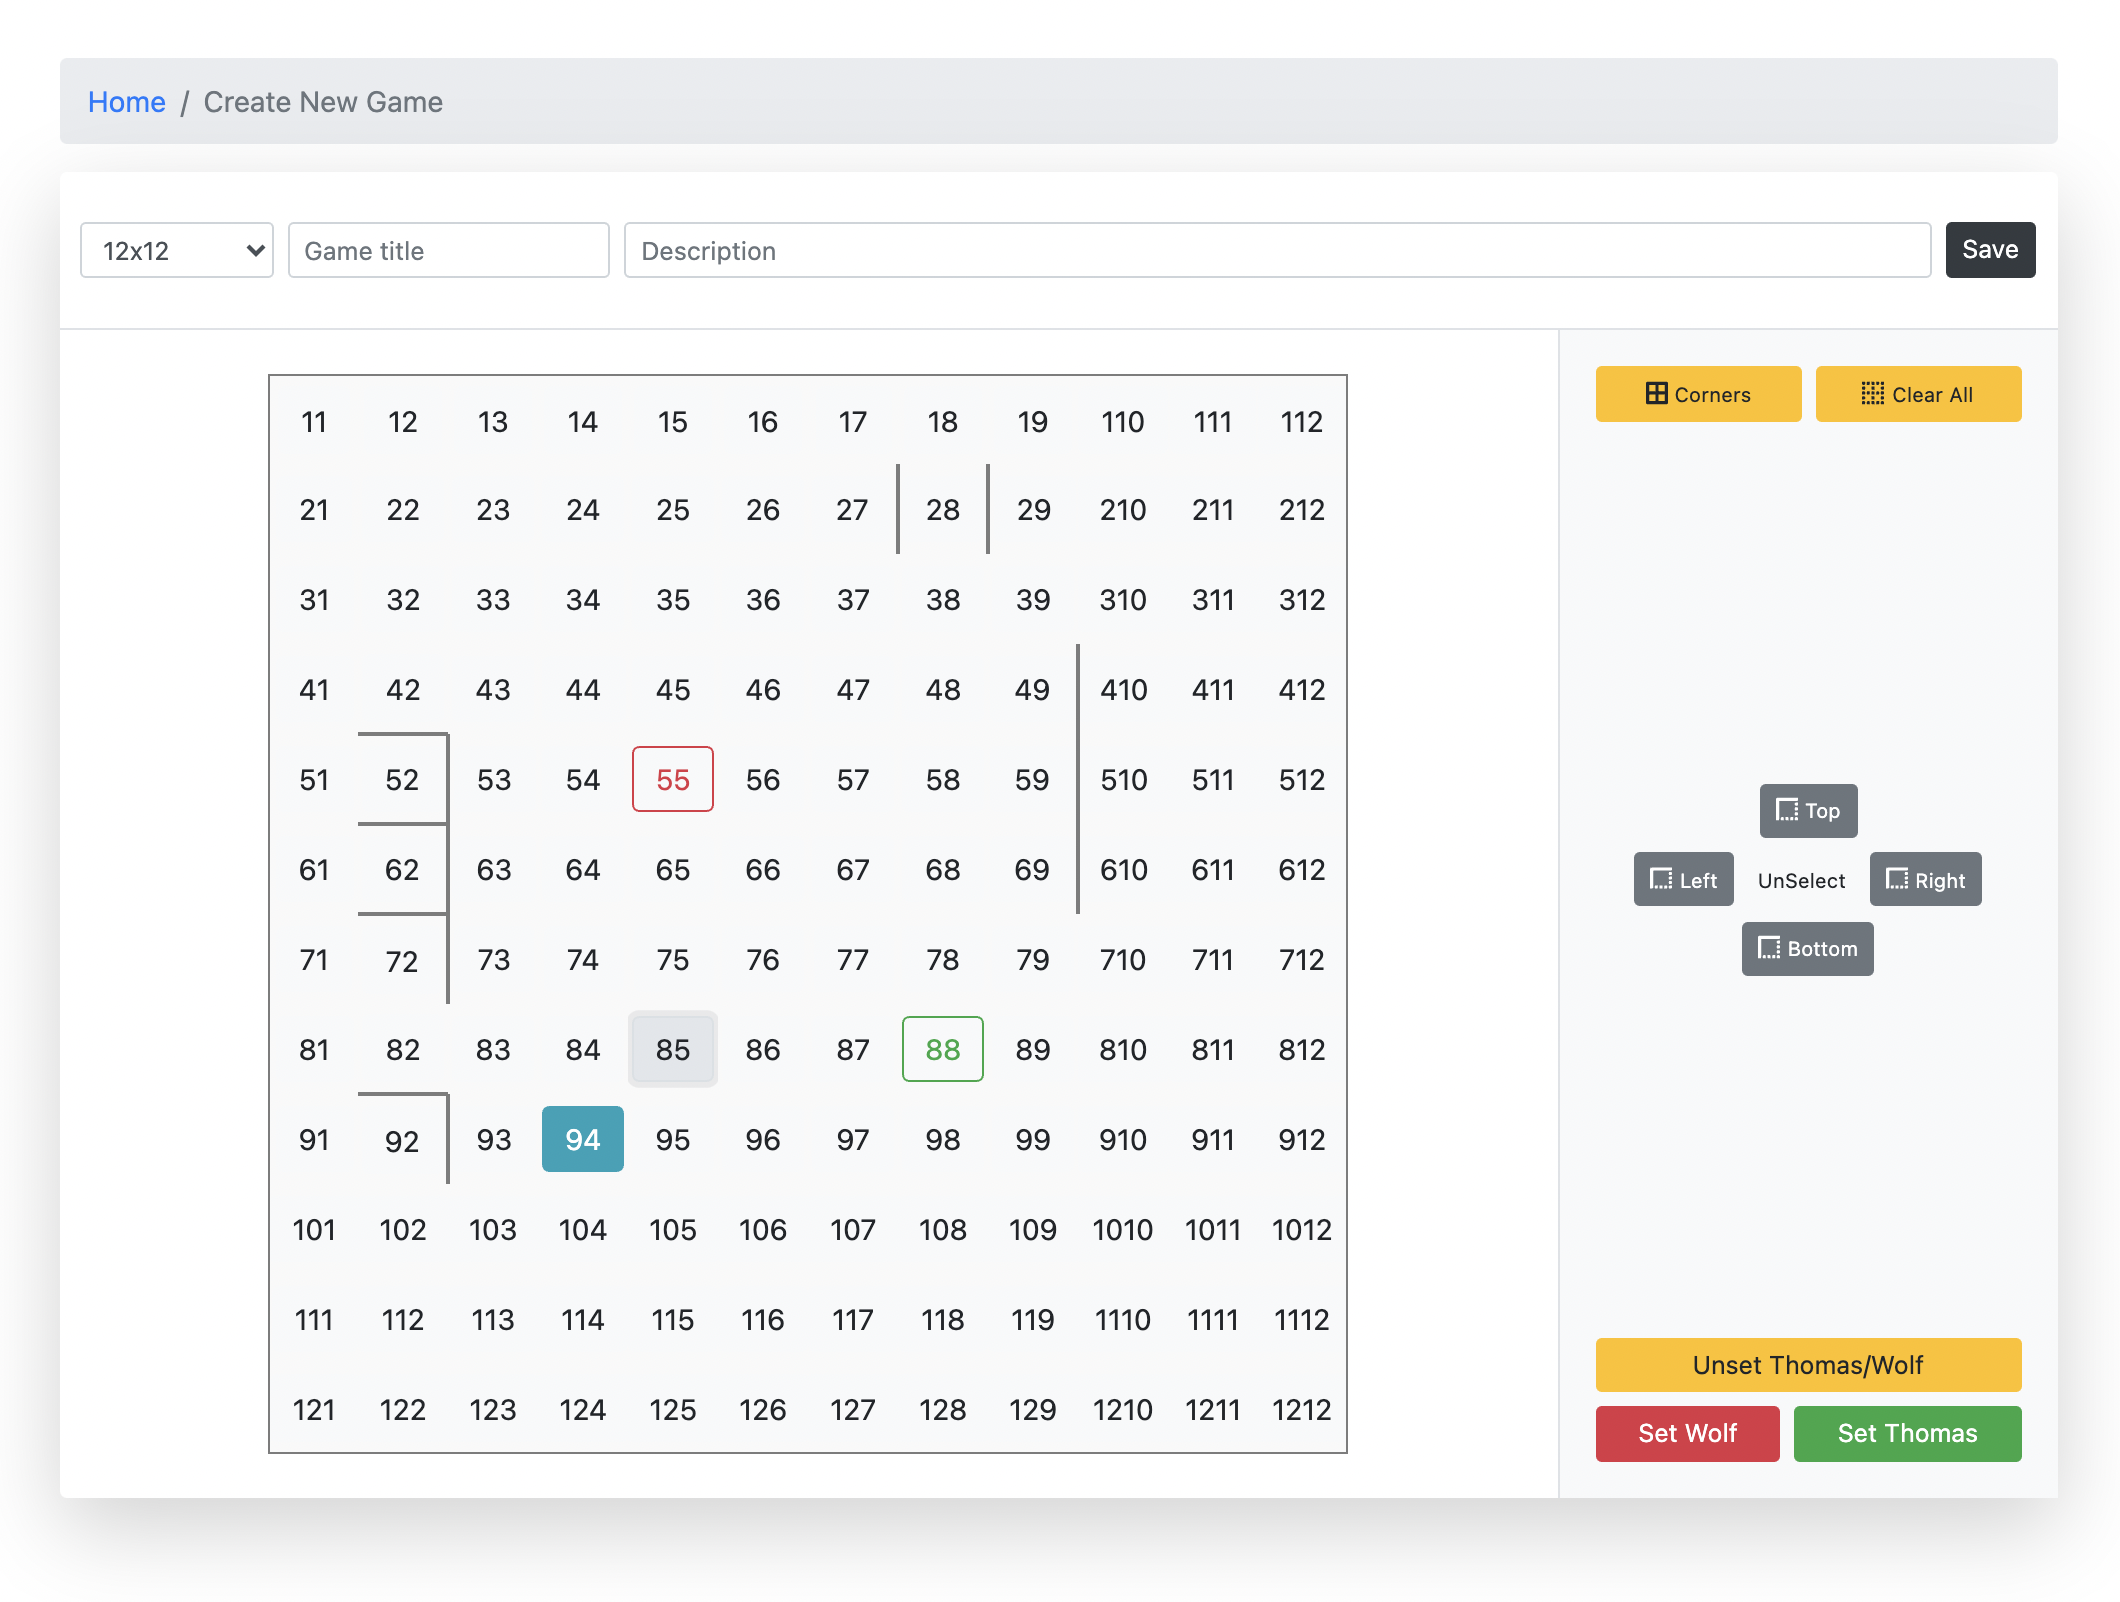 Home / Create New Game
12x12 Game title Description Save
Corners Clear All
11 12 13 14 15 16 17 18 19 110 111 112
21 22 23 24 25 26 27 28 29 210 211 212
31 32 33 34 35 36 37 38 39 310 311 312
41 42 43 44 45 46 47 48 49 410 411 412
51 52 53 54 55 56 57 58 59 510 511 512
61 62 63 64 65 66 67 68 69 610 611 612
71 72 73 74 75 76 77 78 79 710 711 712
81 82 83 84 85 86 87 88 89 810 811 812
91 92 93 94 95 96 97 98 99 910 911 912
101 102 103 104 105 106 107 108 109 1010 1011 1012
111 112 113 114 115 116 117 118 119 1110 1111 1112
121 122 123 124 125 126 127 128 129 1210 1211 1212
Top
Left UnSelect Right
Bottom
Unset Thomas/Wolf
Set Wolf Set Thomas